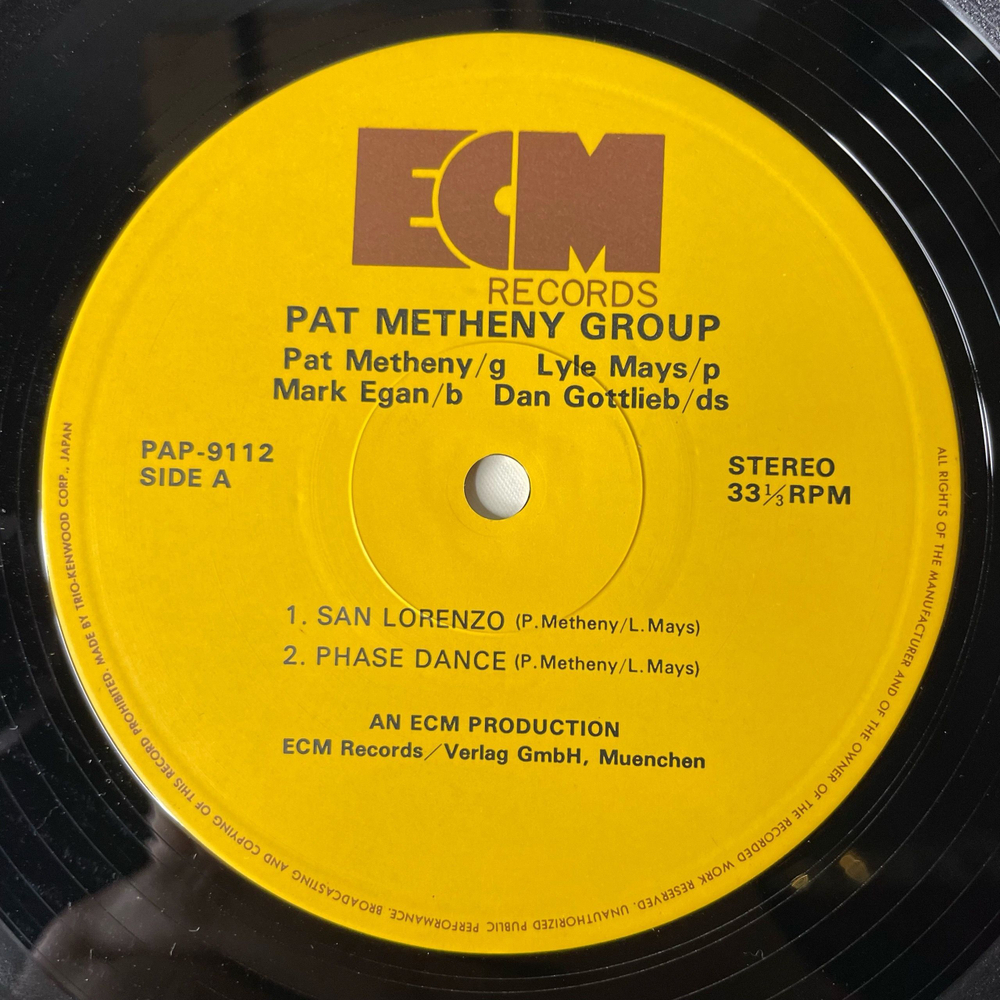 ECM
RECORDS
PAT METHENY GROUP
Pat Metheny/g Lyle Mays/p
Mark Egan/b Dan Gottlieb/ds
PAP-9112
SIDE A
STEREO
33⅓RPM
1. SAN LORENZO (P.Metheny/L.Mays)
2. PHASE DANCE (P.Metheny/L.Mays)
AN ECM PRODUCTION
ECM Records/Verlag GmbH, Muenchen
ALL RIGHTS OF THE MANUFACTURER AND OF THE OWNER OF THE RECORDED WORK RESERVED. UNAUTHORIZED PUBLIC PERFORMANCE. BROADCASTING AND COPYING OF THIS RECORD PROHIBITED. MADE BY TRIO-KENWOOD CORP., JAPAN